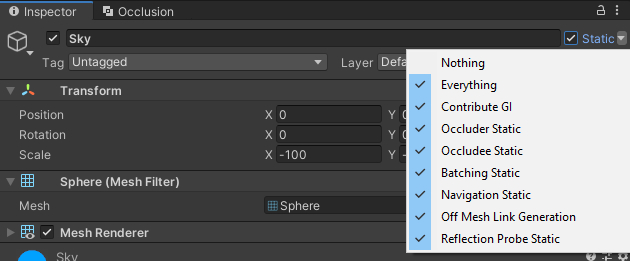 Inspector Occlusion
Sky Static
Tag Untagged Layer Defa
Transform
Position X 0 Y
Rotation X 0 Y
Scale X -100 Y
Sphere (Mesh Filter)
Mesh Sphere
Mesh Renderer
Sky
Nothing
Everything
Contribute GI
Occluder Static
Occludee Static
Batching Static
Navigation Static
Off Mesh Link Generation
Reflection Probe Static